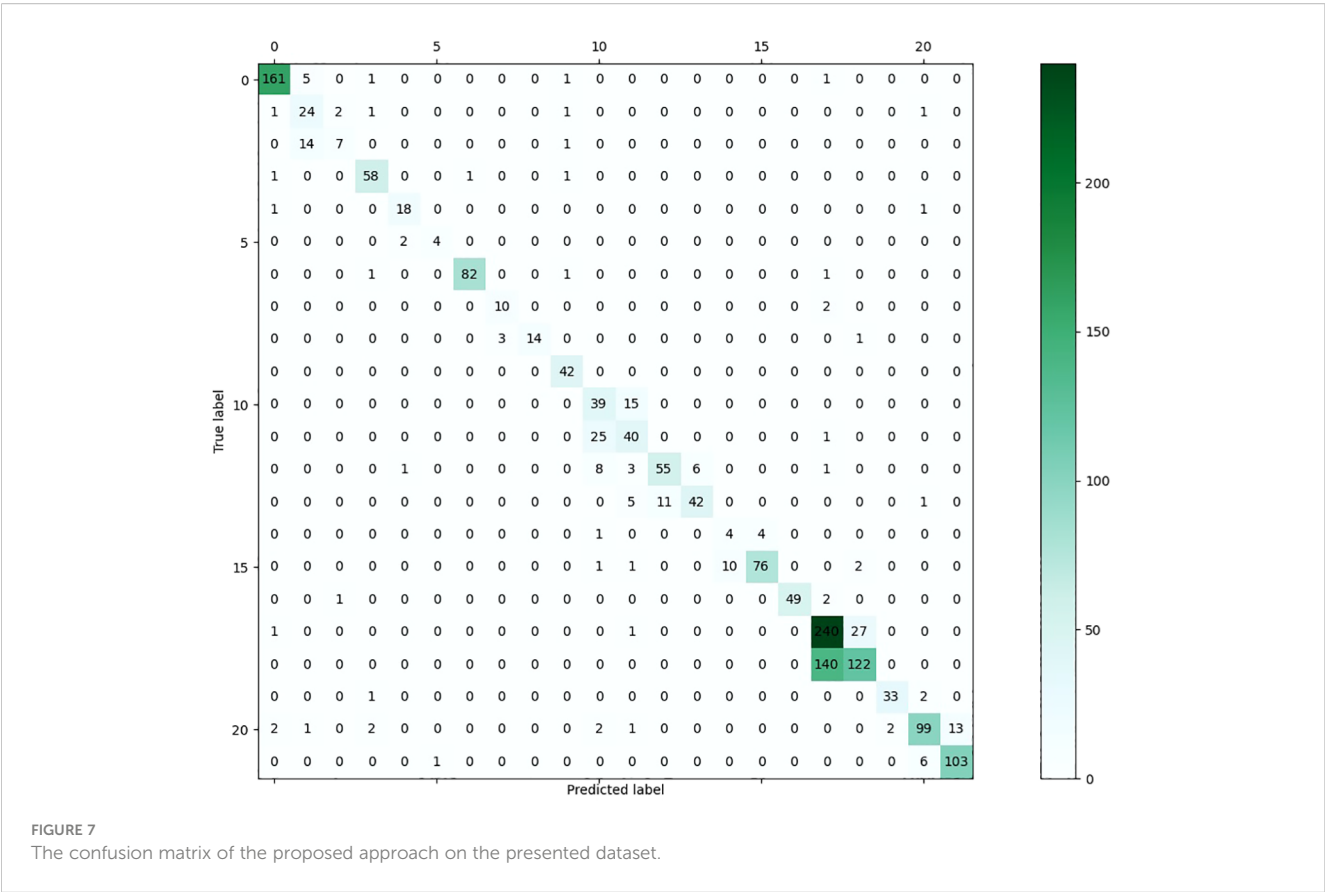 0 5 10 15 20
0 161 5 0 1 0 0 0 0 0 1 0 0 0 0 0 0 0 1 0 0 0 0
1 24 2 1 0 0 0 0 0 1 0 0 0 0 0 0 0 0 0 0 1 0
0 14 7 0 0 0 0 0 0 1 0 0 0 0 0 0 0 0 0 0 0 0
1 0 0 58 0 0 1 0 0 1 0 0 0 0 0 0 0 0 0 0 0 0
1 0 0 0 18 0 0 0 0 0 0 0 0 0 0 0 0 0 0 0 1 0
5 0 0 0 0 2 4 0 0 0 0 0 0 0 0 0 0 0 0 0 0 0 0
0 0 0 1 0 0 82 0 0 1 0 0 0 0 0 0 0 1 0 0 0 0
0 0 0 0 0 0 0 10 0 0 0 0 0 0 0 0 0 2 0 0 0 0
0 0 0 0 0 0 0 3 14 0 0 0 0 0 0 0 0 0 1 0 0 0
0 0 0 0 0 0 0 0 0 42 0 0 0 0 0 0 0 0 0 0 0 0
10 0 0 0 0 0 0 0 0 0 0 39 15 0 0 0 0 0 0 0 0 0 0
0 0 0 0 0 0 0 0 0 0 25 40 0 0 0 0 0 1 0 0 0 0
0 0 0 0 1 0 0 0 0 0 8 3 55 6 0 0 0 1 0 0 0 0
0 0 0 0 0 0 0 0 0 0 0 5 11 42 0 0 0 0 0 0 1 0
0 0 0 0 0 0 0 0 0 0 1 0 0 0 4 4 0 0 0 0 0 0
15 0 0 0 0 0 0 0 0 0 0 1 1 0 0 10 76 0 0 2 0 0 0
0 0 1 0 0 0 0 0 0 0 0 0 0 0 0 0 49 2 0 0 0 0
1 0 0 0 0 0 0 0 0 0 0 1 0 0 0 0 0 240 27 0 0 0
0 0 0 0 0 0 0 0 0 0 0 0 0 0 0 0 0 140 122 0 0 0
0 0 0 1 0 0 0 0 0 0 0 0 0 0 0 0 0 0 0 33 2 0
20 2 1 0 2 0 0 0 0 0 0 2 1 0 0 0 0 0 0 0 2 99 13
0 0 0 0 0 1 0 0 0 0 0 0 0 0 0 0 0 0 0 0 6 103
True label
Predicted label
200
150
100
50
0
FIGURE 7
The confusion matrix of the proposed approach on the presented dataset.